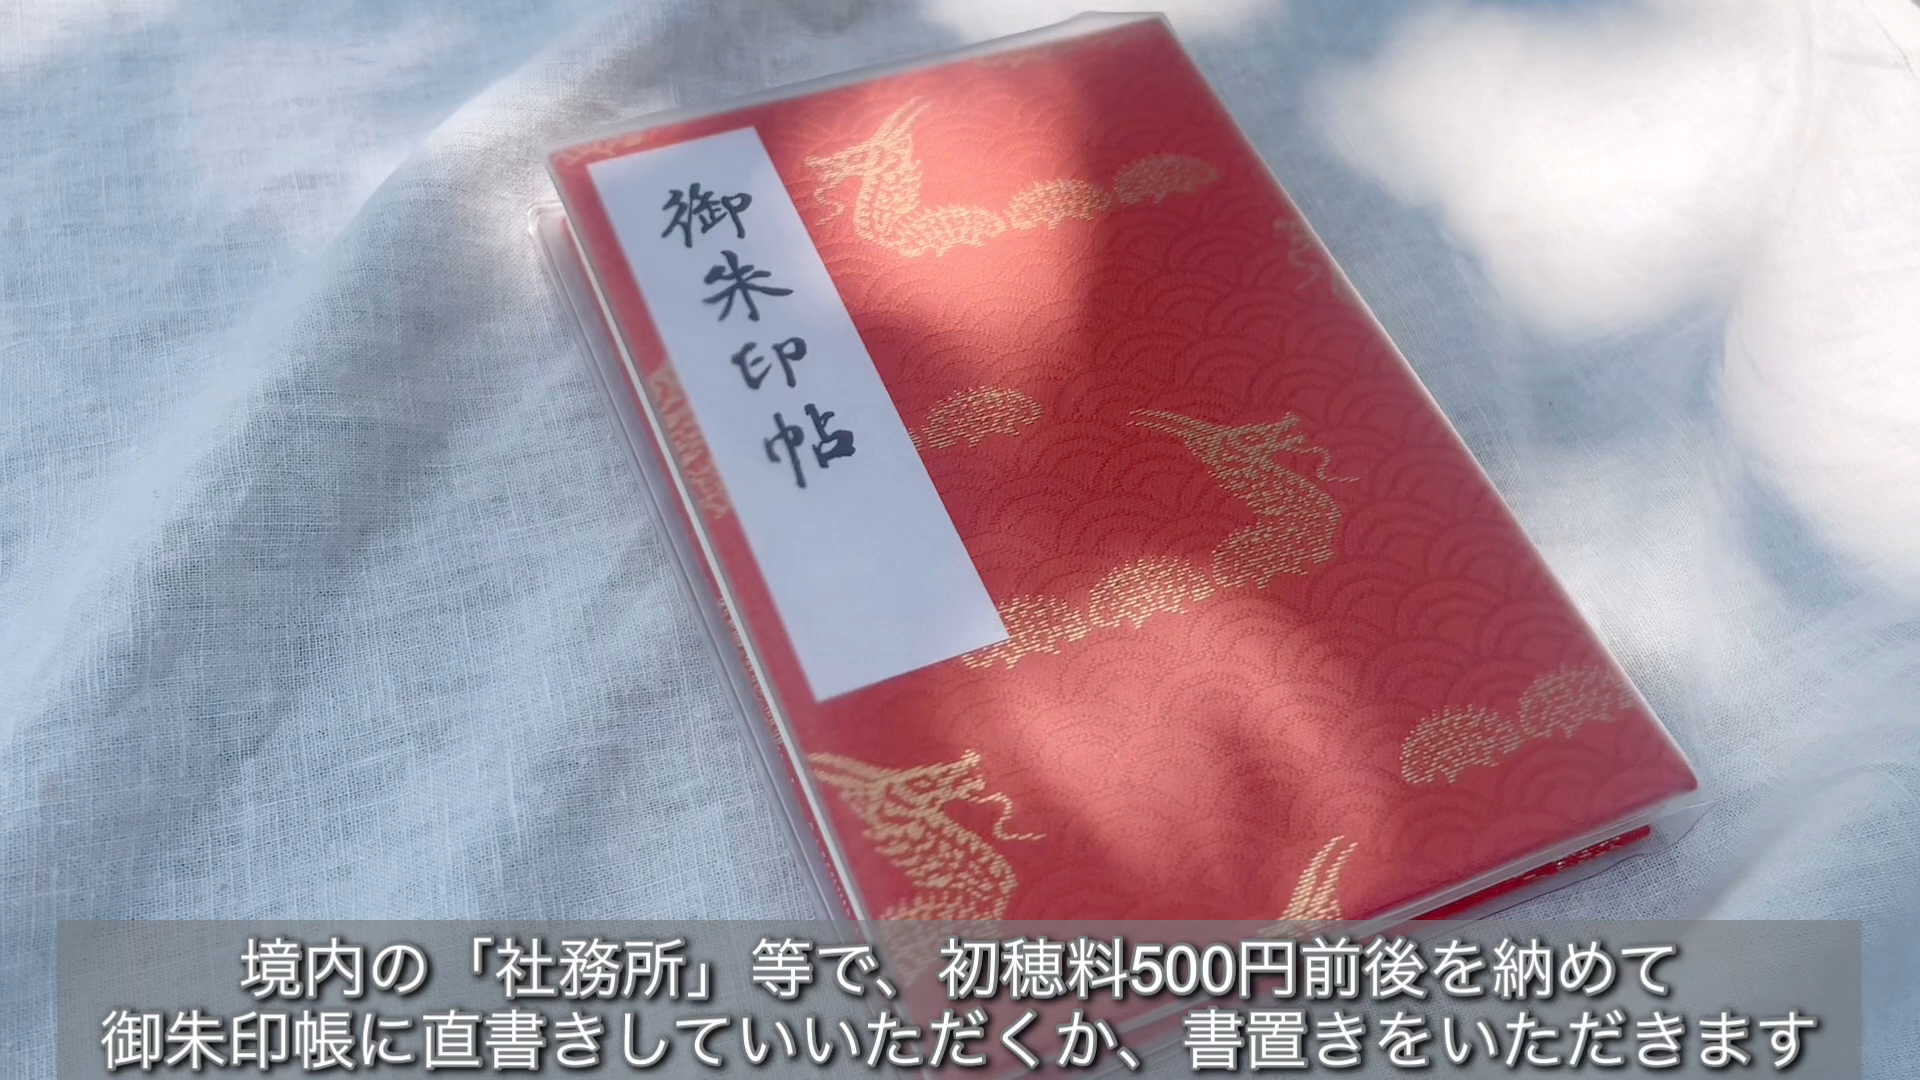 御朱印帖
境内の「社務所」等で、初穂料500円前後を納めて
御朱印帳に直書きしていいただくか、書置きをいただきます